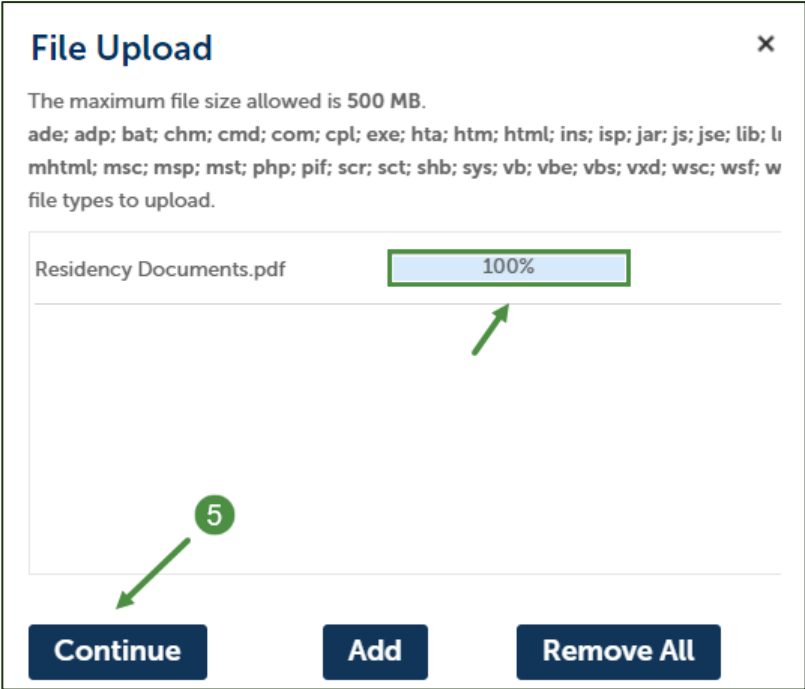 File Upload
×
The maximum file size allowed is 500 MB.
ade; adp; bat; chm; cmd; com; cpl; exe; hta; htm; html; ins; isp; jar; js; jse; lib;
mhtml; msc; msp; mst; php; pif; scr; sct; shb; sys; vb; vbe; vbs; vxd; wsc; wsf;
file types to upload.
Residency Documents.pdf 100%
5
Continue Add Remove All